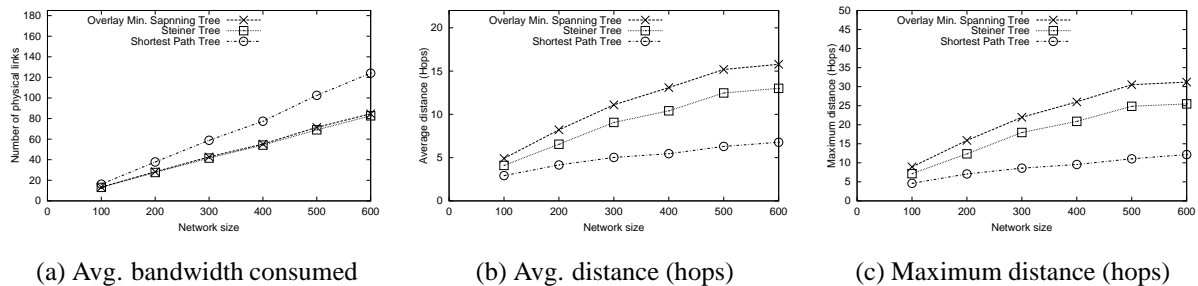 Number of physical links
180
160
140
120
100
80
60
40
20
0
0 100 200 300 400 500 600
Network size
Overlay Min. Sapnning Tree
Steiner Tree
Shortest Path Tree
(a) Avg. bandwidth consumed
Average distance (Hops)
20
15
10
5
0
0 100 200 300 400 500 600
Network size
Overlay Min. Spanning Tree
Steiner Tree
Shortest Path Tree
(b) Avg. distance (hops)
Maximum distance (Hops)
50
45
40
35
30
25
20
15
10
5
0
0 100 200 300 400 500 600
Network size
Overlay Min. Spanning Tree
Steiner Tree
Shortest Path Tree
(c) Maximum distance (hops)